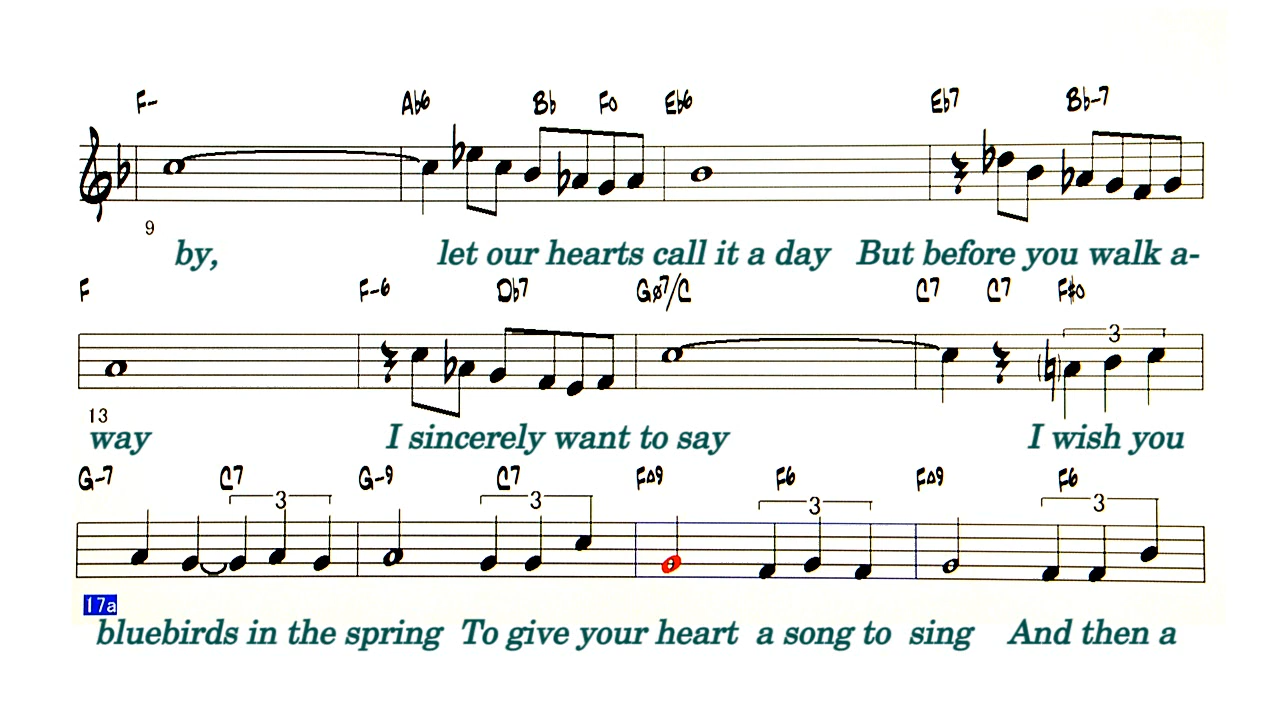 F- Ab6 Bb Fo Eb6 Eb7 Bb-7
9
by, let our hearts call it a day But before you walk a-
F F-6 Db7 Gø7/C C7 C7 F#o
3
13
way I sincerely want to say I wish you
G-7 C7 G-9 C7 F△9 F6 F△9 F6
3 3 3 3
17a
bluebirds in the spring To give your heart a song to sing And then a